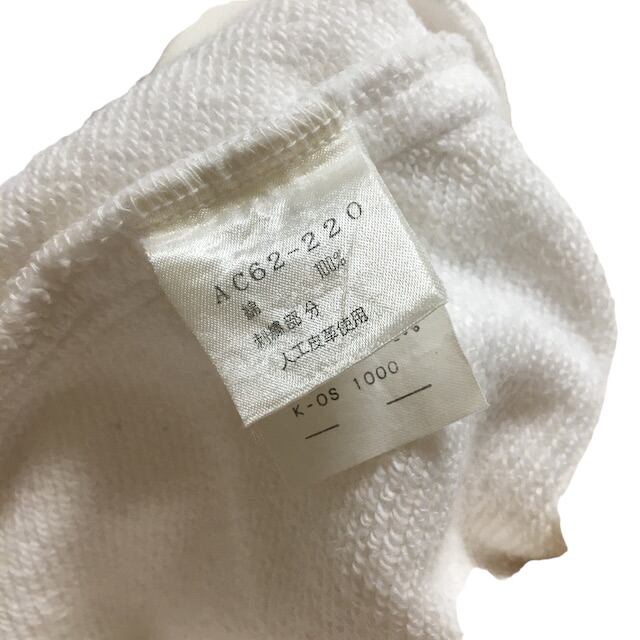 AC62-220
綿 100%
刺繍部分
人工皮革使用
%
K-OS 1000